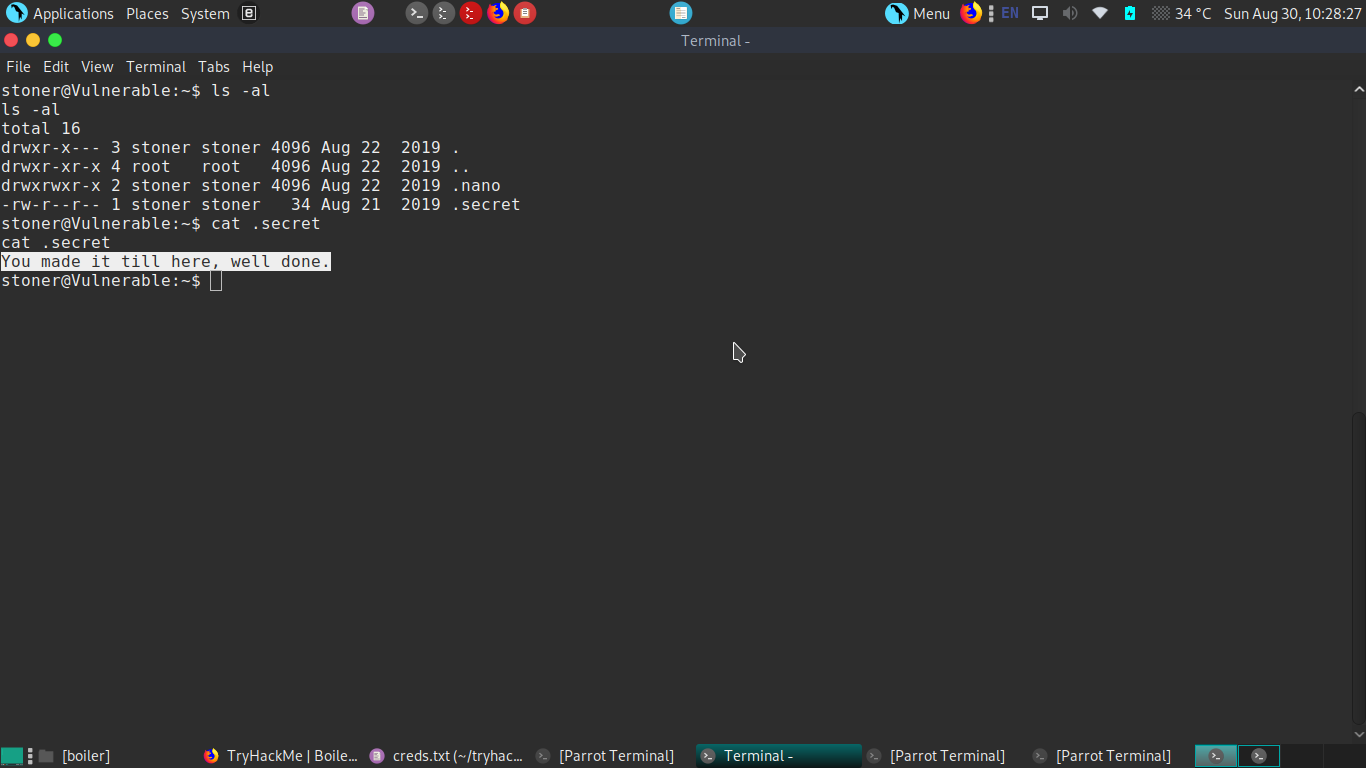 Applications Places System Menu EN 34 °C Sun Aug 30, 10:28:27
Terminal -
File Edit View Terminal Tabs Help
stoner@Vulnerable:~$ ls -al
ls -al
total 16
drwxr-x--- 3 stoner stoner 4096 Aug 22  2019 .
drwxr-xr-x 4 root   root   4096 Aug 22  2019 ..
drwxrwxr-x 2 stoner stoner 4096 Aug 22  2019 .nano
-rw-r--r-- 1 stoner stoner   34 Aug 21  2019 .secret
stoner@Vulnerable:~$ cat .secret
cat .secret
You made it till here, well done.
stoner@Vulnerable:~$
[boiler] TryHackMe | Boile... creds.txt (~/tryhac... [Parrot Terminal] Terminal - [Parrot Terminal] [Parrot Terminal]